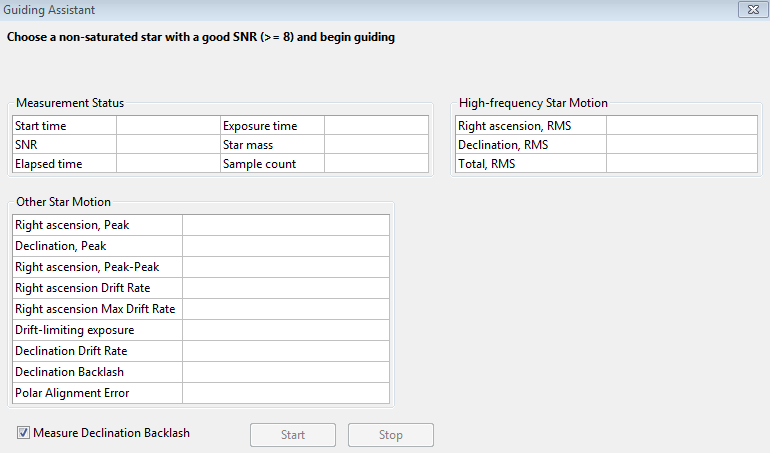 Guiding Assistant
Choose a non-saturated star with a good SNR (>= 8) and begin guiding
Measurement Status
Start time
Exposure time
SNR
Star mass
Elapsed time
Sample count
High-frequency Star Motion
Right ascension, RMS
Declination, RMS
Total, RMS
Other Star Motion
Right ascension, Peak
Declination, Peak
Right ascension, Peak-Peak
Right ascension Drift Rate
Right ascension Max Drift Rate
Drift-limiting exposure
Declination Drift Rate
Declination Backlash
Polar Alignment Error
Measure Declination Backlash
Start
Stop